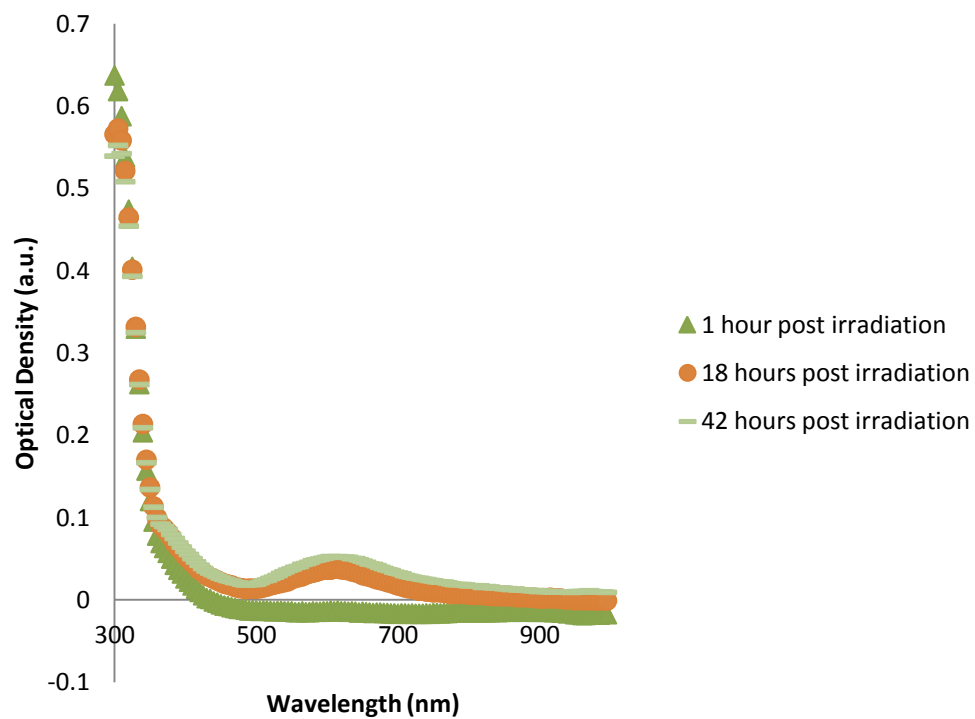 0.7
0.6
0.5
0.4
0.3
0.2
0.1
0
-0.1
300
500
700
900
Optical Density (a.u.)
Wavelength (nm)
1 hour post irradiation
18 hours post irradiation
42 hours post irradiation